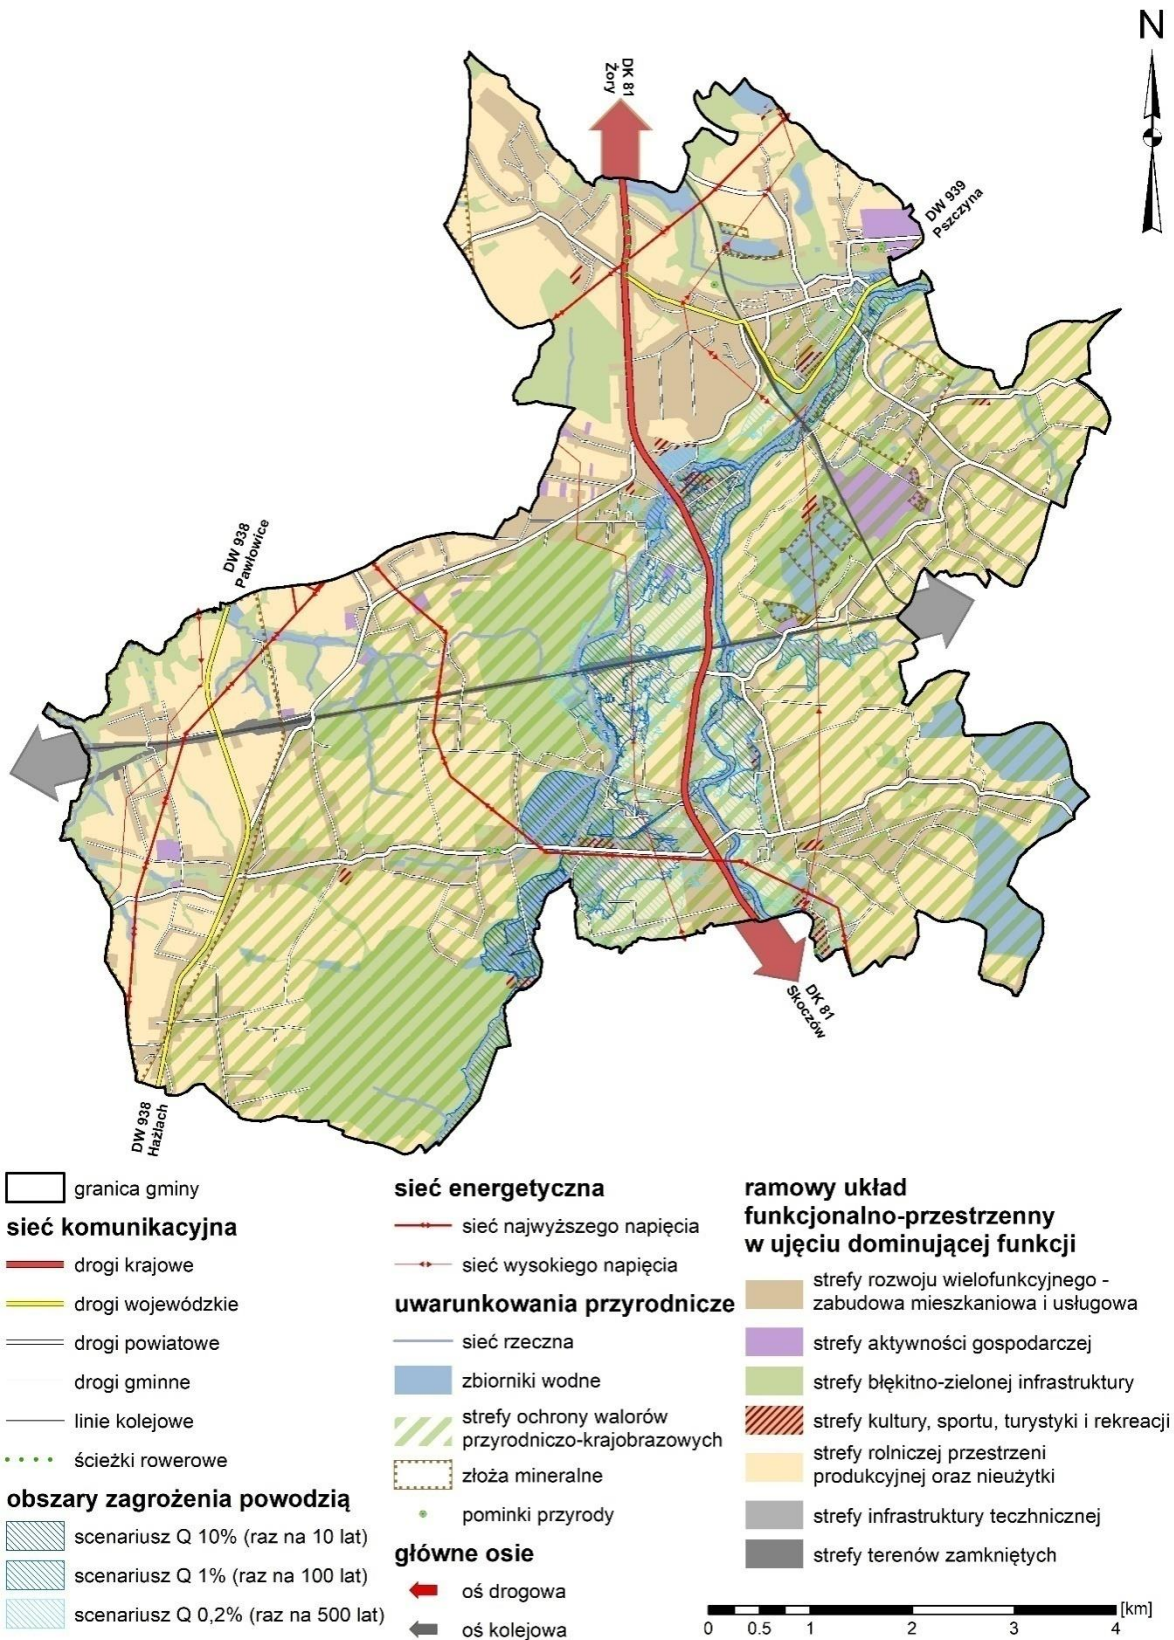 N
DK 81
Żory
DW 939
Pszczyna
DW 938
Pawłowice
DK 81
Skoczów
DW 938
Hażlach
granica gminy
sieć komunikacyjna
drogi krajowe
drogi wojewódzkie
drogi powiatowe
drogi gminne
linie kolejowe
ścieżki rowerowe
obszary zagrożenia powodzią
scenariusz Q 10% (raz na 10 lat)
scenariusz Q 1% (raz na 100 lat)
scenariusz Q 0,2% (raz na 500 lat)
sieć energetyczna
sieć najwyższego napięcia
sieć wysokiego napięcia
uwarunkowania przyrodnicze
sieć rzeczna
zbiorniki wodne
strefy ochrony walorów
przyrodniczo-krajobrazowych
złoża mineralne
pominki przyrody
główne osie
oś drogowa
oś kolejowa
ramowy układ
funkcjonalno-przestrzenny
w ujęciu dominującej funkcji
strefy rozwoju wielofunkcyjnego -
zabudowa mieszkaniowa i usługowa
strefy aktywności gospodarczej
strefy błękitno-zielonej infrastruktury
strefy kultury, sportu, turystyki i rekreacji
strefy rolniczej przestrzeni
produkcyjnej oraz nieużytki
strefy infrastruktury teczhnicznej
strefy terenów zamkniętych
[km]
0 0.5 1 2 3 4